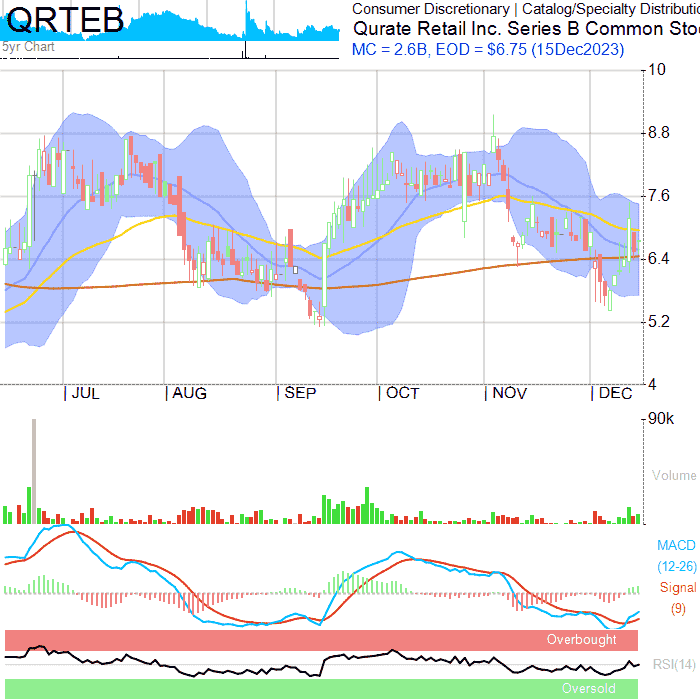 QRTEB
5yr Chart
Consumer Discretionary | Catalog/Specialty Distributio
Qurate Retail Inc. Series B Common Sto
MC = 2.6B, EOD = $6.75 (15Dec2023)
10
8.8
7.6
6.4
5.2
4
JUL AUG SEP OCT NOV DEC
90k
Volume
MACD
(12-26)
Signal
(9)
Overbought
RSI(14)
Oversold